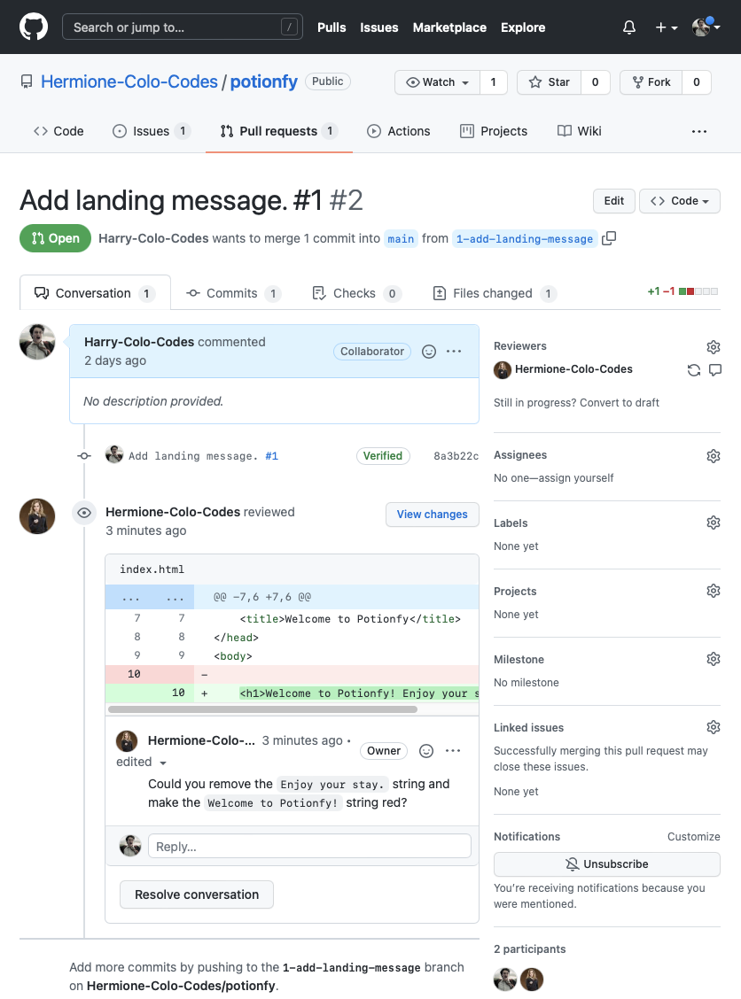 Search or jump to… /
Pulls Issues Marketplace Explore
Hermione-Colo-Codes / potionfy Public
Watch 1 Star 0 Fork 0
Code Issues 1 Pull requests 1 Actions Projects Wiki ...
Add landing message. #1 #2
Edit <> Code
Open Harry-Colo-Codes wants to merge 1 commit into main from 1-add-landing-message
Conversation 1 Commits 1 Checks 0 Files changed 1 +1 −1
Harry-Colo-Codes commented
2 days ago
Collaborator ...
No description provided.
Add landing message. #1 Verified 8a3b22c
Hermione-Colo-Codes reviewed
3 minutes ago
View changes
index.html
... ... @@ -7,6 +7,6 @@
7 7 <title>Welcome to Potionfy</title>
8 8 </head>
9 9 <body>
10 -
10 + <h1>Welcome to Potionfy! Enjoy your s
Hermione-Colo-... 3 minutes ago •
edited
Owner ...
Could you remove the Enjoy your stay. string and
make the Welcome to Potionfy! string red?
Reply...
Resolve conversation
Add more commits by pushing to the 1-add-landing-message branch
on Hermione-Colo-Codes/potionfy.
Reviewers
Hermione-Colo-Codes
Still in progress? Convert to draft
Assignees
No one—assign yourself
Labels
None yet
Projects
None yet
Milestone
No milestone
Linked issues
Successfully merging this pull request may
close these issues.
None yet
Notifications Customize
Unsubscribe
You're receiving notifications because you
were mentioned.
2 participants